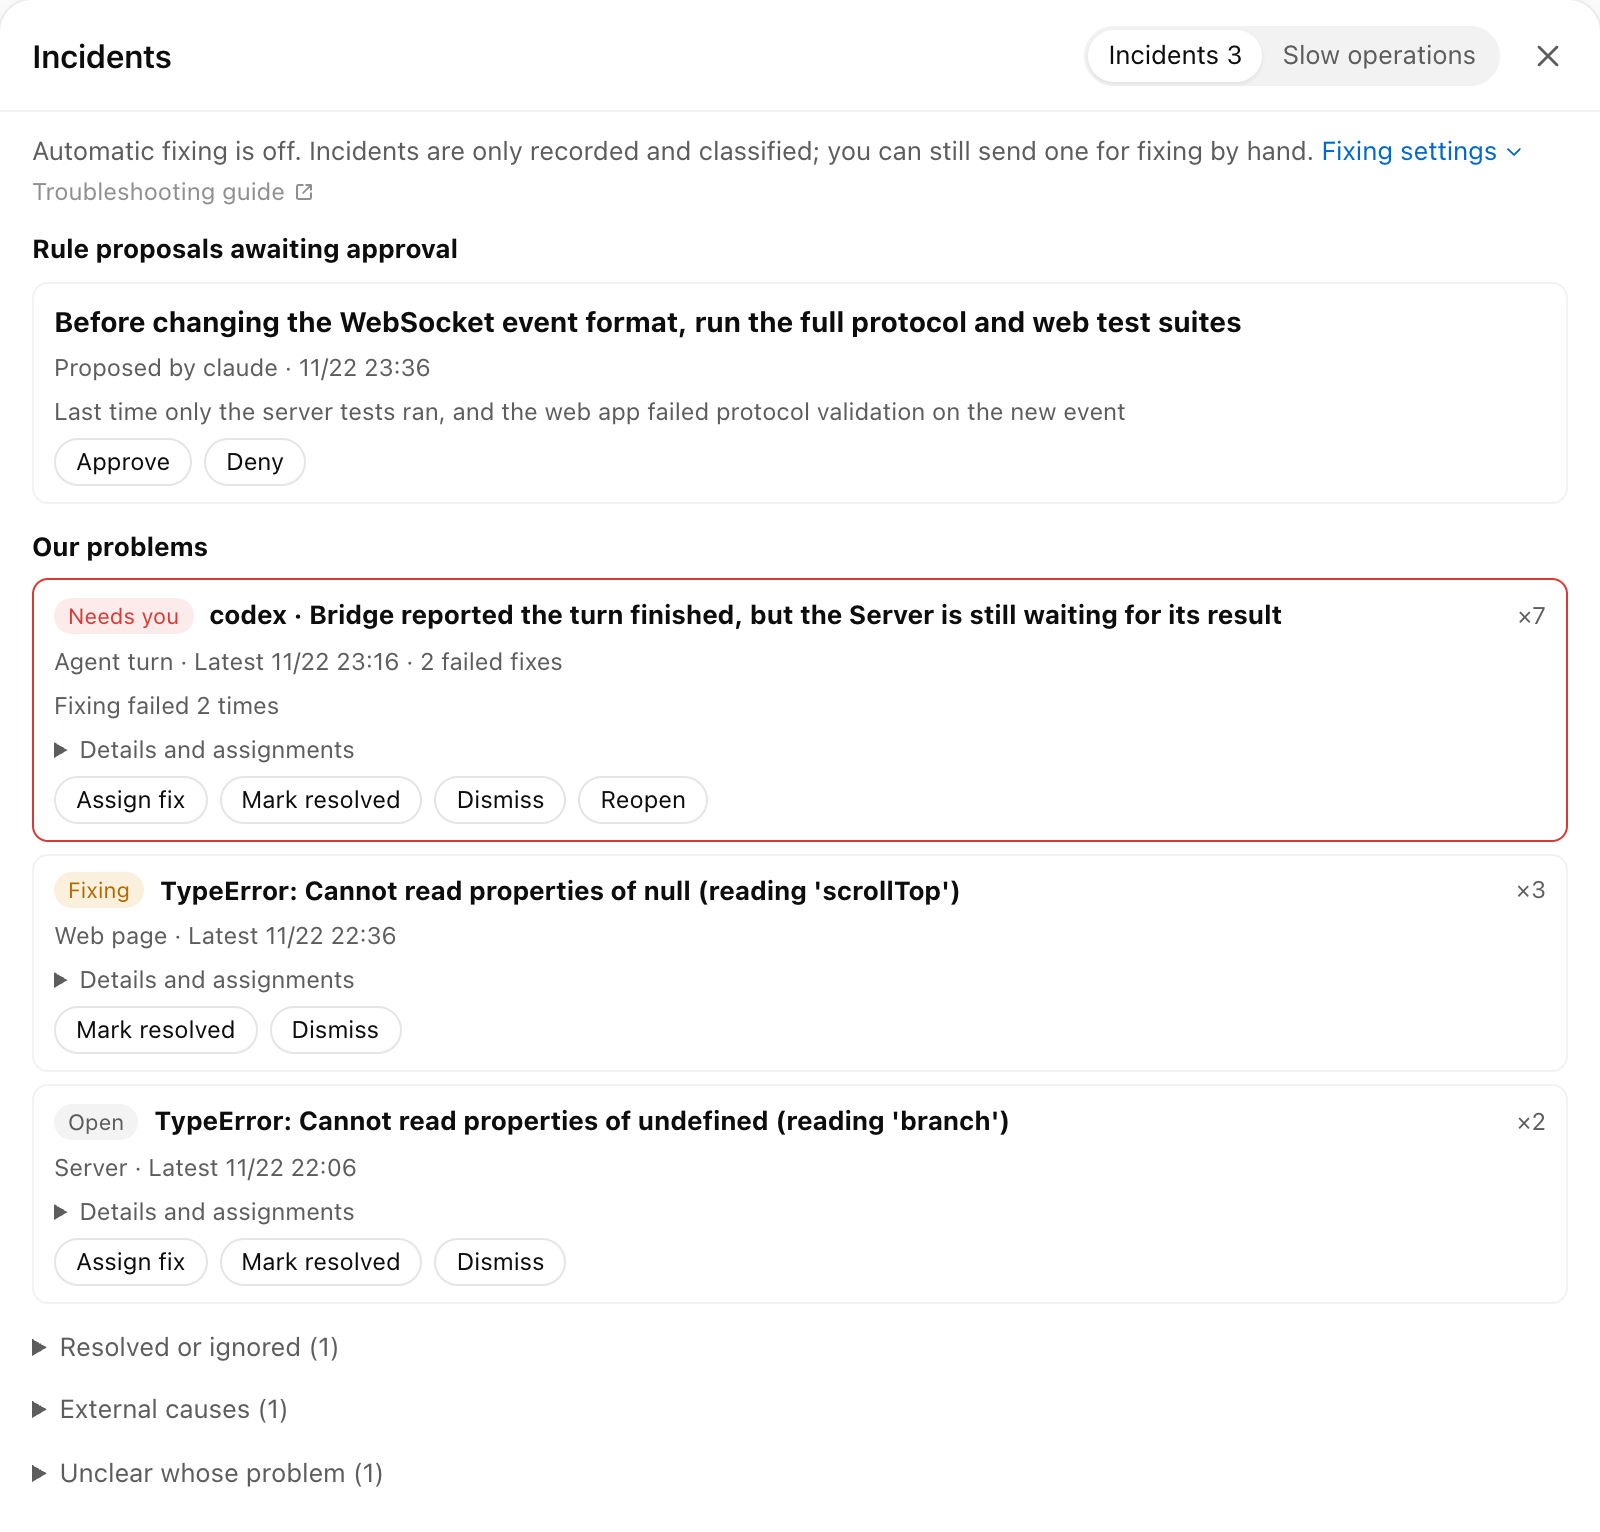 Incidents
Incidents 3
Slow operations
Automatic fixing is off. Incidents are only recorded and classified; you can still send one for fixing by hand. Fixing settings
Troubleshooting guide
Rule proposals awaiting approval
Before changing the WebSocket event format, run the full protocol and web test suites
Proposed by claude · 11/22 23:36
Last time only the server tests ran, and the web app failed protocol validation on the new event
Approve
Deny
Our problems
Needs you codex · Bridge reported the turn finished, but the Server is still waiting for its result ×7
Agent turn · Latest 11/22 23:16 · 2 failed fixes
Fixing failed 2 times
Details and assignments
Assign fix
Mark resolved
Dismiss
Reopen
Fixing TypeError: Cannot read properties of null (reading 'scrollTop') ×3
Web page · Latest 11/22 22:36
Details and assignments
Mark resolved
Dismiss
Open TypeError: Cannot read properties of undefined (reading 'branch') ×2
Server · Latest 11/22 22:06
Details and assignments
Assign fix
Mark resolved
Dismiss
Resolved or ignored (1)
External causes (1)
Unclear whose problem (1)